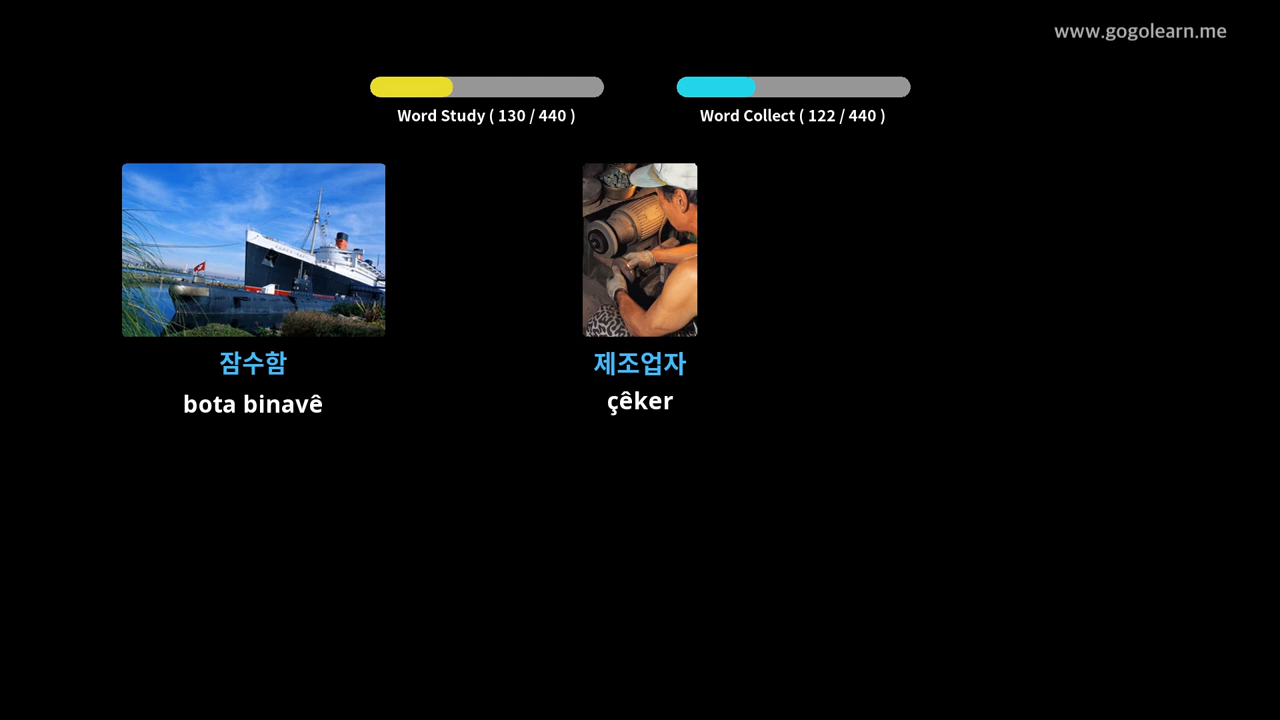 www.gogolearn.me
Word Study ( 130 / 440 )
Word Collect ( 122 / 440 )
잠수함
bota binavê
제조업자
çêker